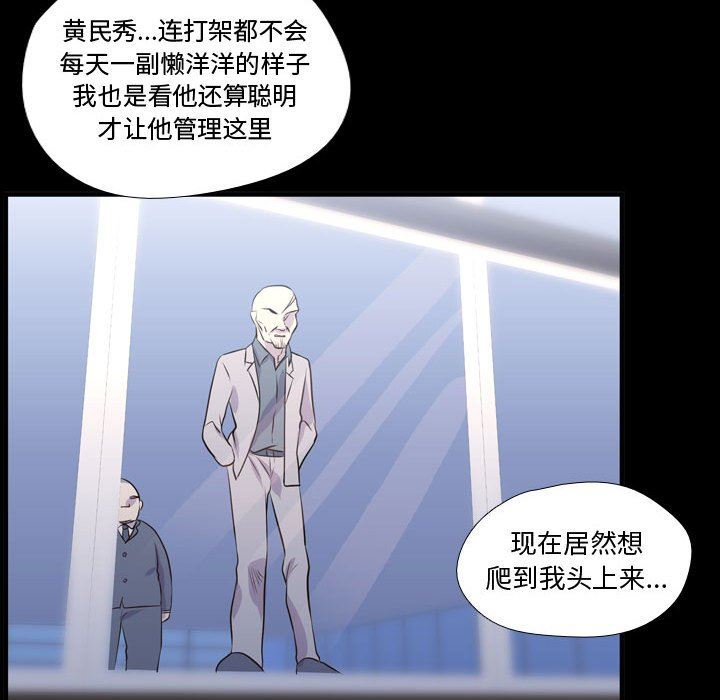 黄民秀...连打架都不会
每天一副懒洋洋的样子
我也是看他还算聪明
才让他管理这里
现在居然想
爬到我头上来...